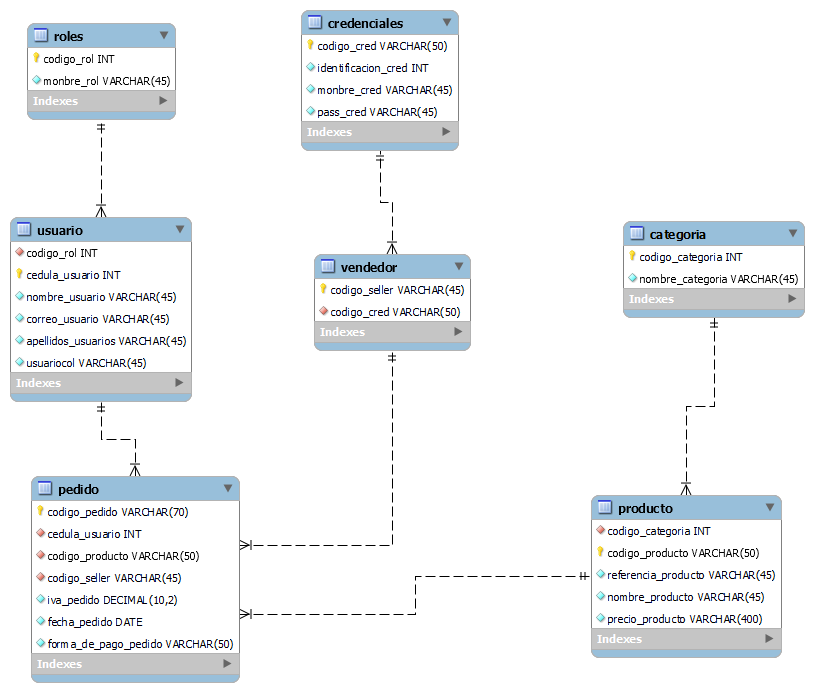 roles
codigo_rol INT
monbre_rol VARCHAR(45)
Indexes
credenciales
codigo_cred VARCHAR(50)
identificacion_cred INT
monbre_cred VARCHAR(45)
pass_cred VARCHAR(45)
Indexes
usuario
codigo_rol INT
cedula_usuario INT
nombre_usuario VARCHAR(45)
correo_usuario VARCHAR(45)
apellidos_usuarios VARCHAR(45)
usuariocol VARCHAR(45)
Indexes
vendedor
codigo_seller VARCHAR(45)
codigo_cred VARCHAR(50)
Indexes
categoria
codigo_categoria INT
nombre_categoria VARCHAR(45)
Indexes
pedido
codigo_pedido VARCHAR(70)
cedula_usuario INT
codigo_producto VARCHAR(50)
codigo_seller VARCHAR(45)
iva_pedido DECIMAL(10,2)
fecha_pedido DATE
forma_de_pago_pedido VARCHAR(50)
Indexes
producto
codigo_categoria INT
codigo_producto VARCHAR(50)
referencia_producto VARCHAR(45)
nombre_producto VARCHAR(45)
precio_producto VARCHAR(400)
Indexes